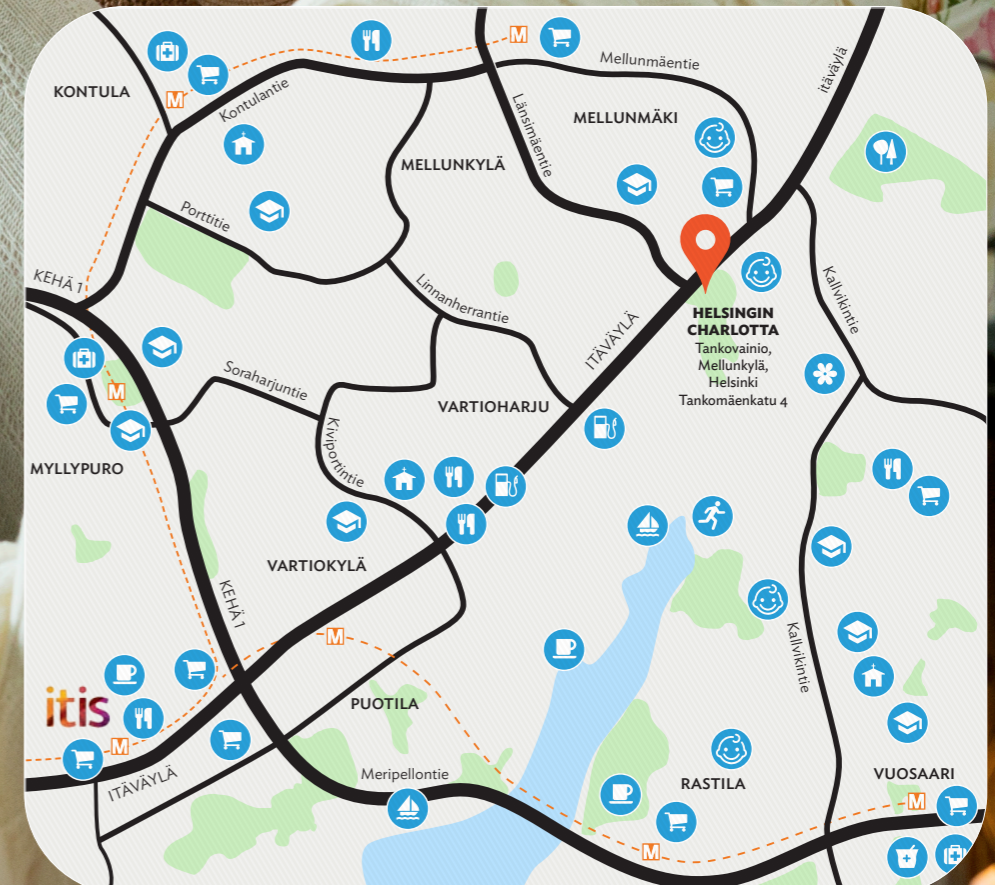 M
Mellunmäentie
itäväylä
KONTULA
M
Kontulantie
Länsimäentie
MELLUNMÄKI
MELLUNKYLÄ
Porttitie
KEHÄ 1
Linnanherrantie
ITÄVÄYLÄ
Kallvikintie
HELSINGIN
CHARLOTTA
Tankovainio,
Mellunkylä,
Helsinki
Tankomäenkatu 4
M
Soraharjuntie
VARTIOHARJU
Kiviportintie
MYLLYPURO
VARTIOKYLÄ
KEHÄ 1
M
Kallvikintie
itis
PUOTILA
M
ITÄVÄYLÄ
Meripellontie
RASTILA
VUOSAARI
M
M